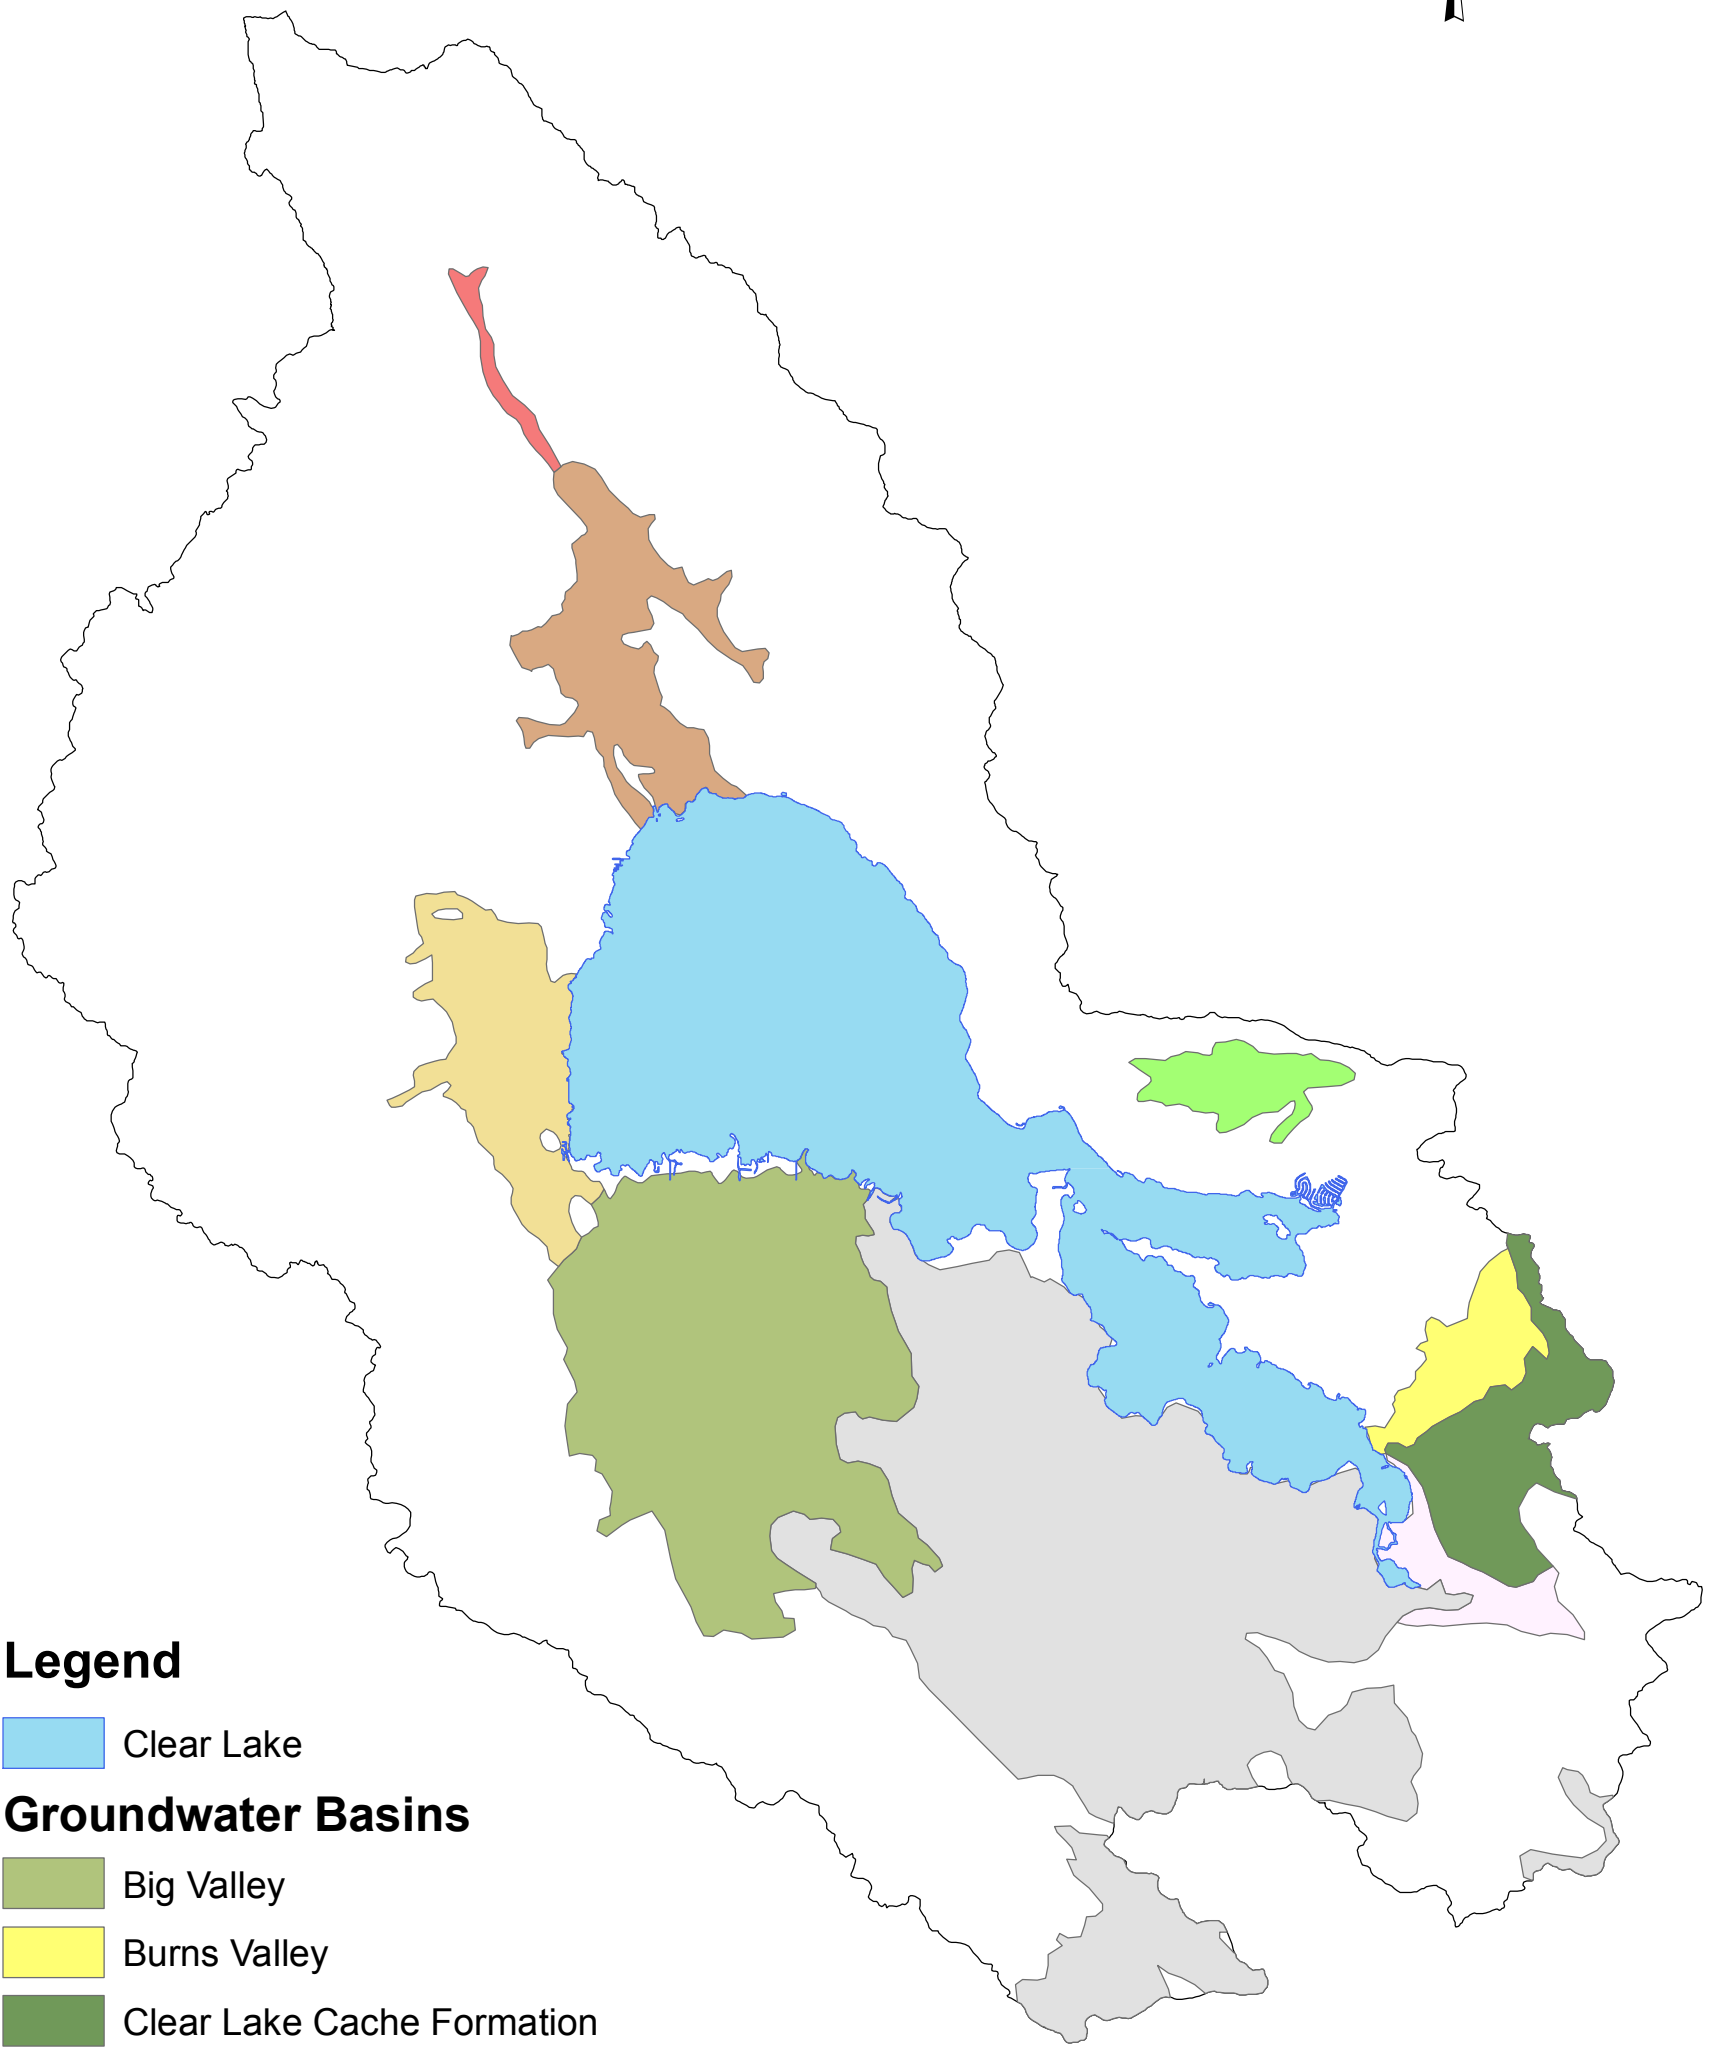 Legend
Clear Lake
Groundwater Basins
Big Valley
Burns Valley
Clear Lake Cache Formation